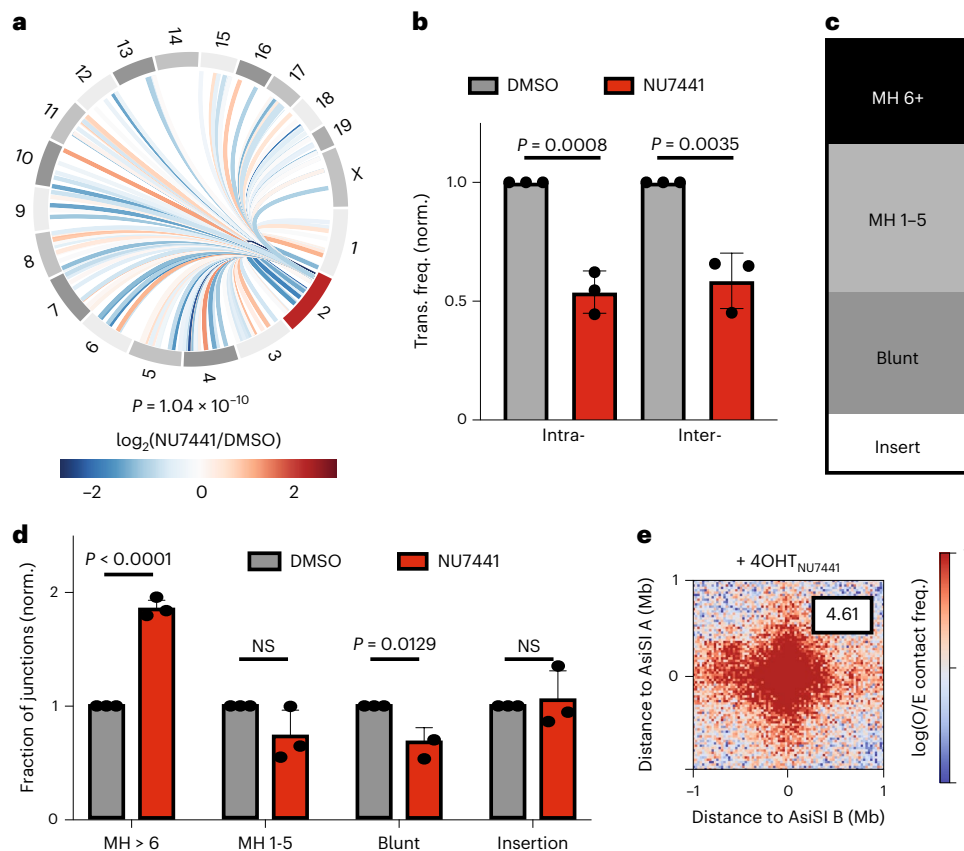 a
1
2
3
4
5
6
7
8
9
10
11
12
13
14
15
16
17
18
19
X
P = 1.04 × 10⁻¹⁰
log₂(NU7441/DMSO)
−2 0 2
b
DMSO NU7441
P = 0.0008 P = 0.0035
Trans. freq. (norm.)
1.0
0.5
0
Intra- Inter-
c
MH 6+
MH 1–5
Blunt
Insert
d
DMSO NU7441
P < 0.0001
NS
P = 0.0129
NS
Fraction of junctions (norm.)
2
1
0
MH > 6 MH 1-5 Blunt Insertion
e
+ 4OHT_NU7441
4.61
Distance to AsiSI A (Mb)
1
0
−1 0 1
Distance to AsiSI B (Mb)
log(O/E contact freq.)